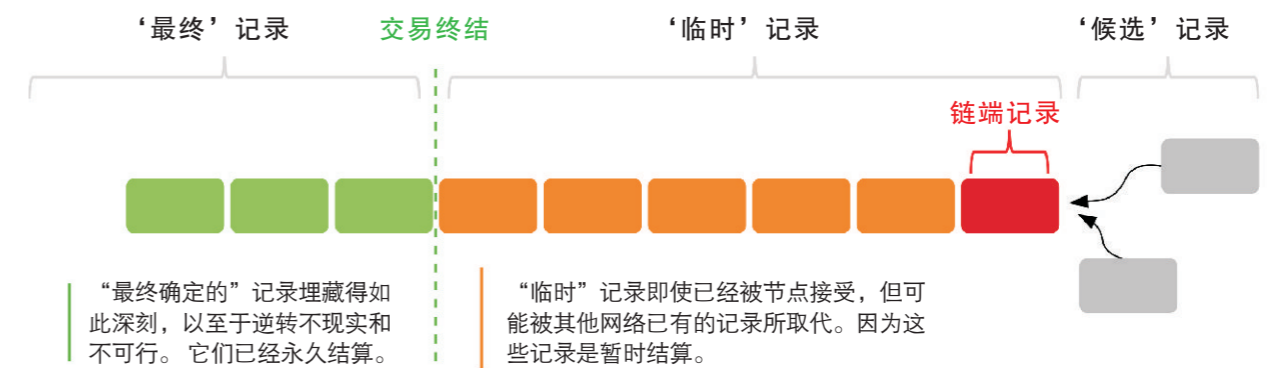 ‘最终’记录
交易终结
‘临时’记录
‘候选’记录
链端记录
“最终确定的”记录埋藏得如
此深刻，以至于逆转不现实和
不可行。 它们已经永久结算。
“临时”记录即使已经被节点接受，但可
能被其他网络已有的记录所取代。因为这
些记录是暂时结算。